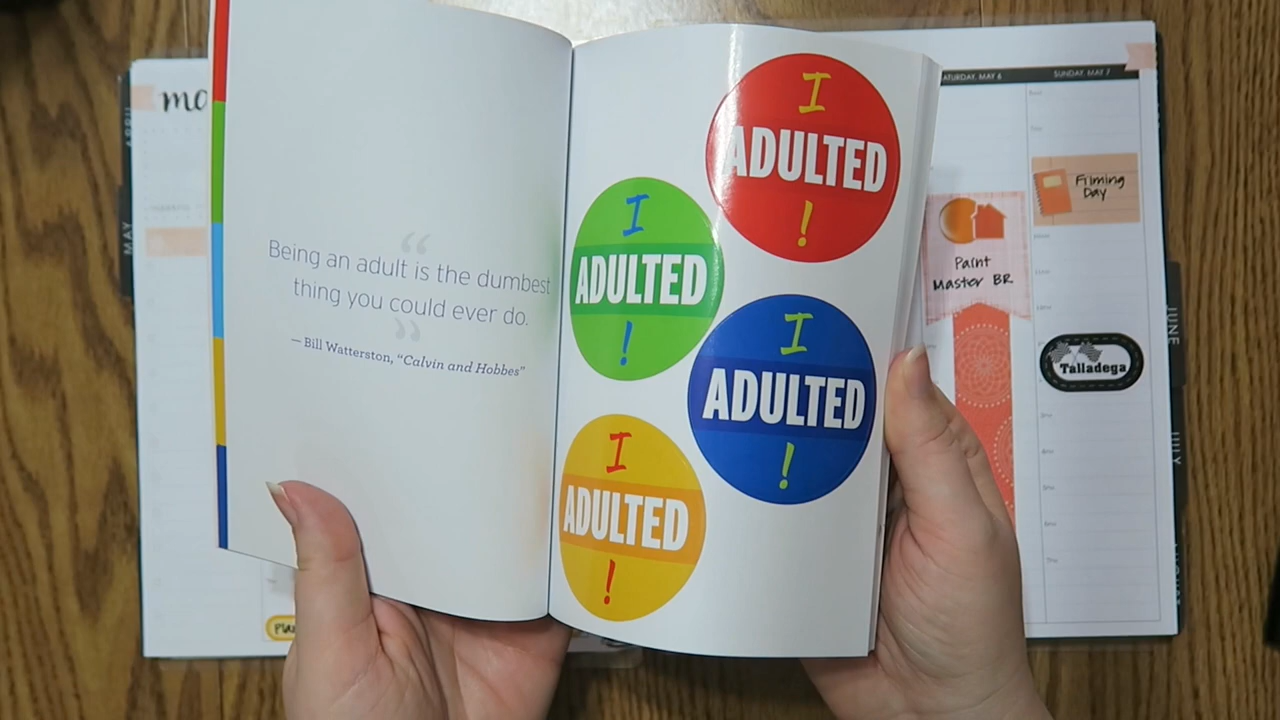 “
Being an adult is the dumbest
thing you could ever do.
”
— Bill Watterston, “Calvin and Hobbes”
I
ADULTED
!
I
ADULTED
!
I
ADULTED
!
I
ADULTED
!
SATURDAY, MAY 6
SUNDAY, MAY 7
Filming
Day
Paint
Master BR
Talladega
MAY
JUNE
JULY